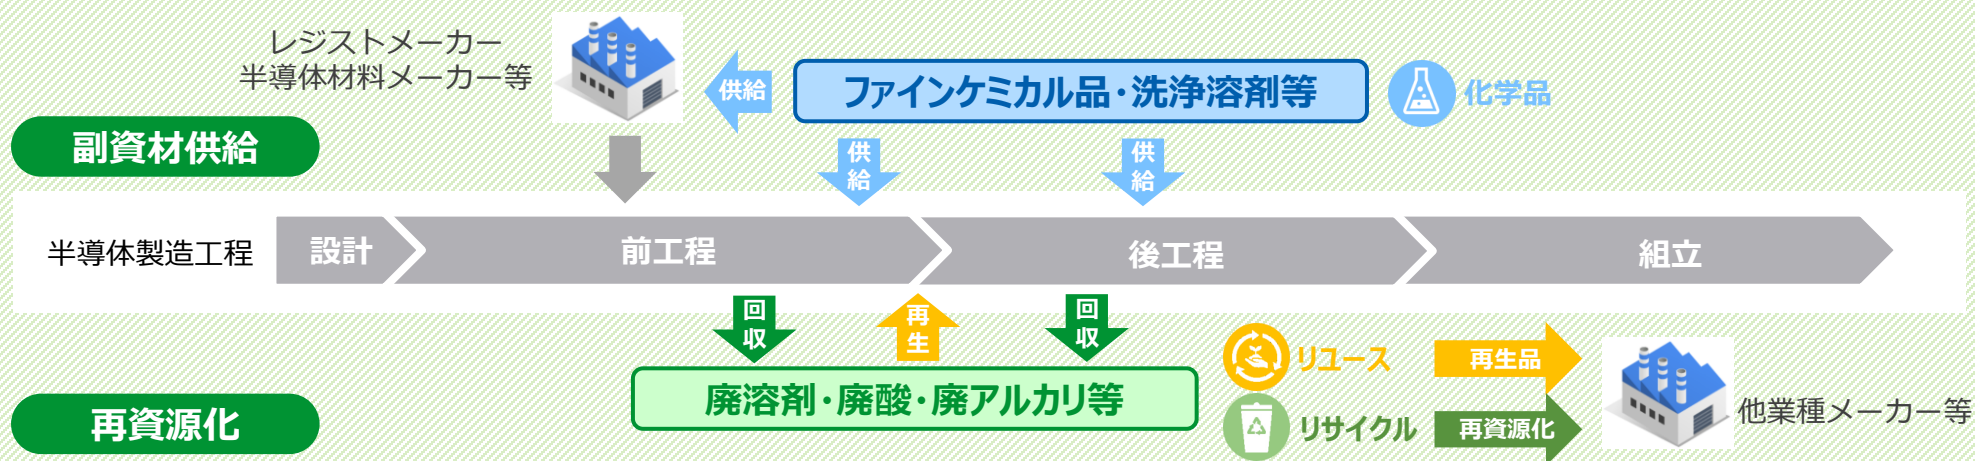 レジストメーカー
半導体材料メーカー等
供給
ファインケミカル品・洗浄溶剤等
化学品
副資材供給
供給
供給
半導体製造工程
設計
前工程
後工程
組立
回収
再生
回収
リユース
再生品
廃溶剤・廃酸・廃アルカリ等
他業種メーカー等
再資源化
リサイクル
再資源化